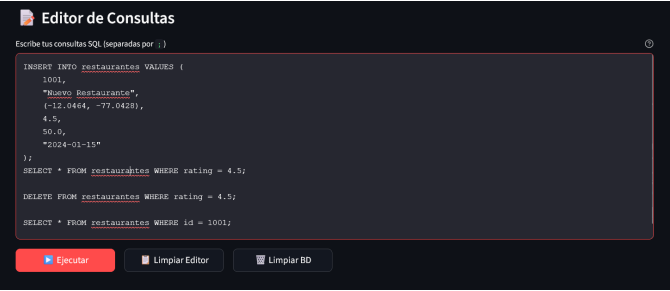 Editor de Consultas
Escribe tus consultas SQL (separadas por ; )
INSERT INTO restaurantes VALUES (
1001,
"Nuevo Restaurante",
(-12.0464, -77.0428),
4.5,
50.0,
"2024-01-15"
);
SELECT * FROM restaurantes WHERE rating = 4.5;
DELETE FROM restaurantes WHERE rating = 4.5;
SELECT * FROM restaurantes WHERE id = 1001;
Ejecutar Limpiar Editor Limpiar BD